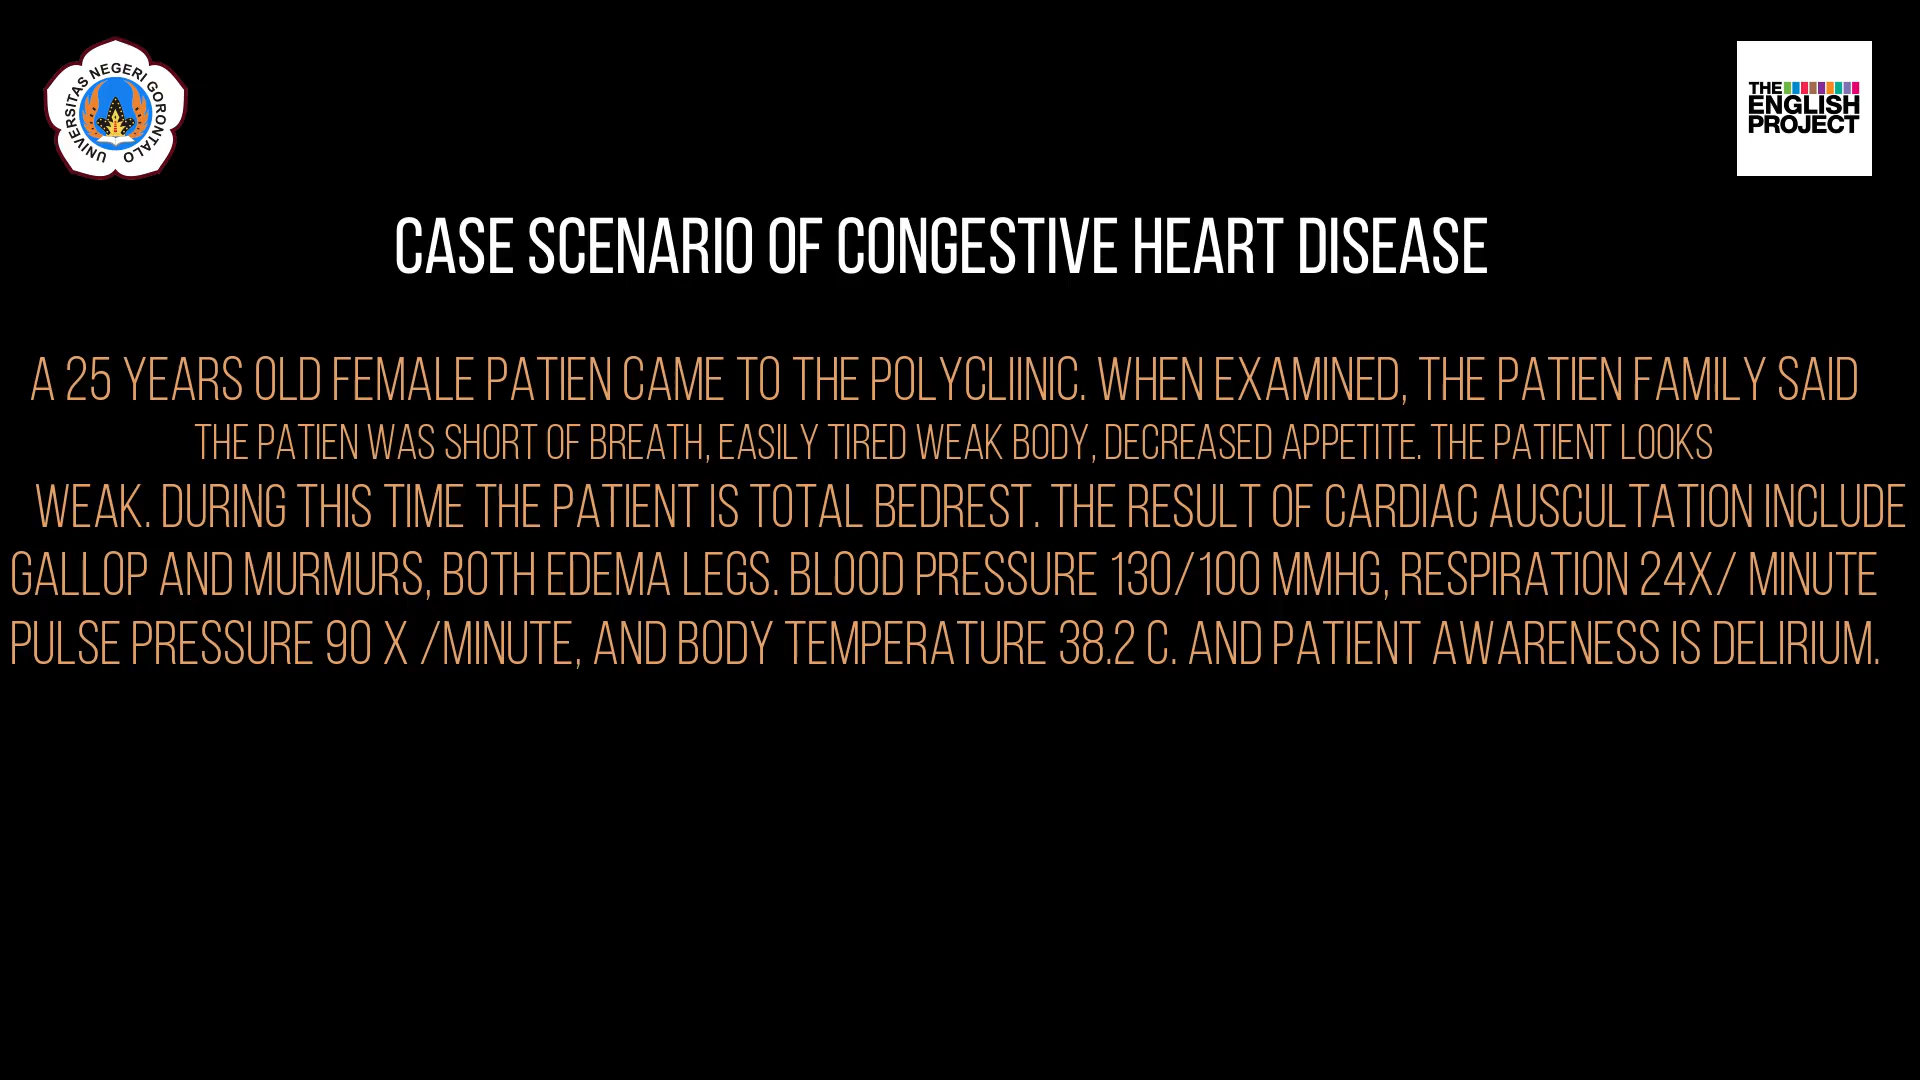 UNIVERSITAS NEGERI GORONTALO
THE
ENGLISH
PROJECT
CASE SCENARIO OF CONGESTIVE HEART DISEASE
A 25 YEARS OLD FEMALE PATIEN CAME TO THE POLYCLIINIC. WHEN EXAMINED, THE PATIEN FAMILY SAID
THE PATIEN WAS SHORT OF BREATH, EASILY TIRED WEAK BODY, DECREASED APPETITE. THE PATIENT LOOKS
WEAK. DURING THIS TIME THE PATIENT IS TOTAL BEDREST. THE RESULT OF CARDIAC AUSCULTATION INCLUDE
GALLOP AND MURMURS, BOTH EDEMA LEGS. BLOOD PRESSURE 130/100 MMHG, RESPIRATION 24X/ MINUTE
PULSE PRESSURE 90 X /MINUTE, AND BODY TEMPERATURE 38.2 C. AND PATIENT AWARENESS IS DELIRIUM.